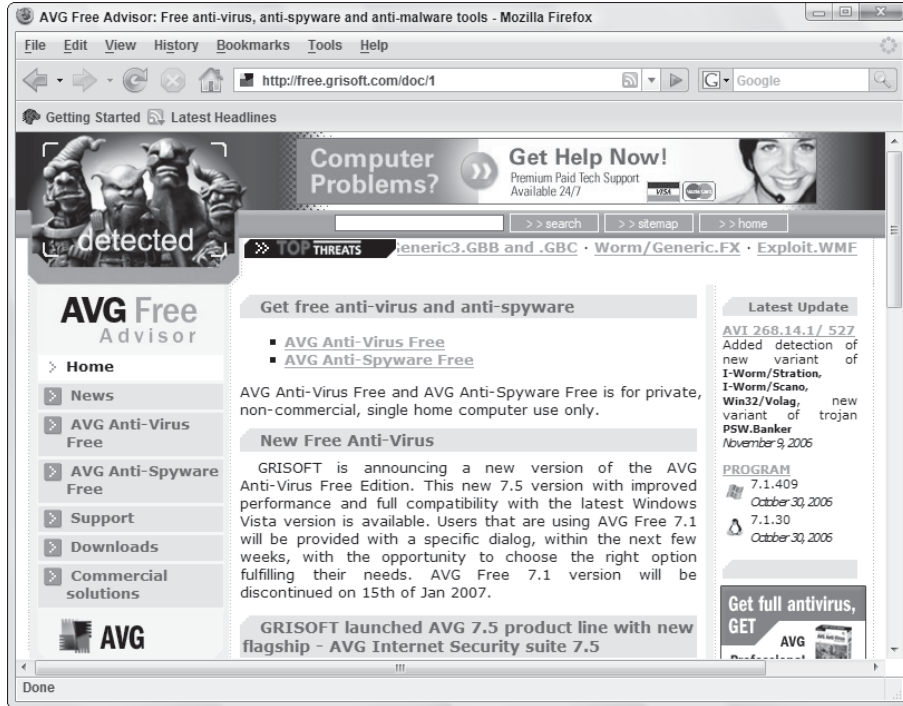 AVG Free Advisor: Free anti-virus, anti-spyware and anti-malware tools - Mozilla Firefox
File Edit View History Bookmarks Tools Help
http://free.grisoft.com/doc/1
G Google
Getting Started Latest Headlines
Computer
Problems?
Get Help Now!
Premium Paid Tech Support
Available 24/7
VISA
detected
>> search >> sitemap >> home
TOP THREATS Generic3.GBB and .GBC · Worm/Generic.FX · Exploit.WMF
AVG Free
Advisor
Home
News
AVG Anti-Virus
Free
AVG Anti-Spyware
Free
Support
Downloads
Commercial
solutions
AVG
Get free anti-virus and anti-spyware
AVG Anti-Virus Free
AVG Anti-Spyware Free
AVG Anti-Virus Free and AVG Anti-Spyware Free is for private,
non-commercial, single home computer use only.
New Free Anti-Virus
GRISOFT is announcing a new version of the AVG
Anti-Virus Free Edition. This new 7.5 version with improved
performance and full compatibility with the latest Windows
Vista version is available. Users that are using AVG Free 7.1
will be provided with a specific dialog, within the next few
weeks, with the opportunity to choose the right option
fulfilling their needs. AVG Free 7.1 version will be
discontinued on 15th of Jan 2007.
GRISOFT launched AVG 7.5 product line with new
flagship - AVG Internet Security suite 7.5
Latest Update
AVI 268.14.1/ 527
Added detection of
new variant of
I-Worm/Stration,
I-Worm/Scano,
Win32/Volag, new
variant of trojan
PSW.Banker
November 9, 2006
PROGRAM
7.1.409
October 30, 2006
7.1.30
October 30, 2006
Get full antivirus,
GET
AVG
Done